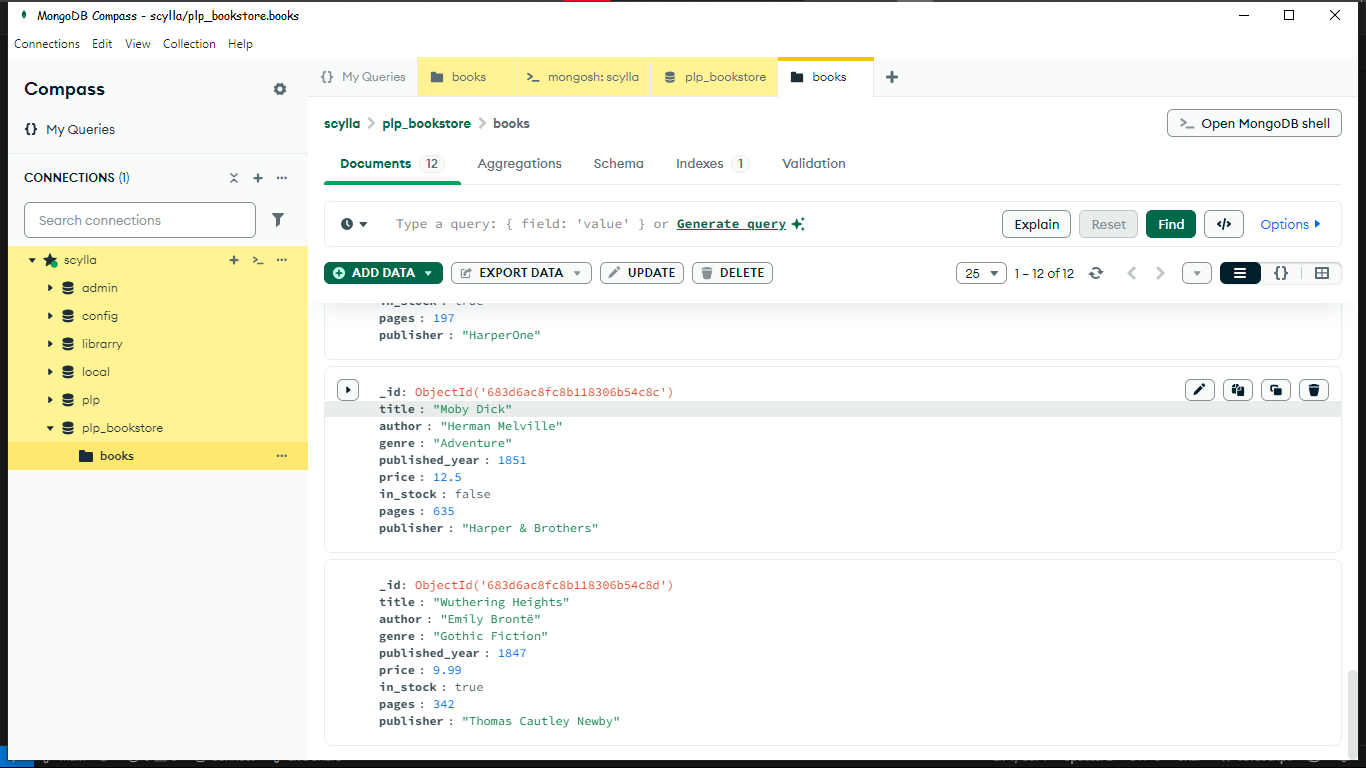 MongoDB Compass - scylla/plp_bookstore.books
Connections Edit View Collection Help
Compass
{} My Queries
CONNECTIONS (1)
Search connections
scylla
admin
config
librarry
local
plp
plp_bookstore
books
{} My Queries books >_ mongosh: scylla plp_bookstore books
scylla > plp_bookstore > books
>_ Open MongoDB shell
Documents 12 Aggregations Schema Indexes 1 Validation
Type a query: { field: 'value' } or Generate query
Explain Reset Find </> Options
ADD DATA EXPORT DATA UPDATE DELETE 25 1 – 12 of 12 {}
in_stock : true
pages : 197
publisher : "HarperOne"
_id: ObjectId('683d6ac8fc8b118306b54c8c')
title : "Moby Dick"
author : "Herman Melville"
genre : "Adventure"
published_year : 1851
price : 12.5
in_stock : false
pages : 635
publisher : "Harper & Brothers"
_id: ObjectId('683d6ac8fc8b118306b54c8d')
title : "Wuthering Heights"
author : "Emily Brontë"
genre : "Gothic Fiction"
published_year : 1847
price : 9.99
in_stock : true
pages : 342
publisher : "Thomas Cautley Newby"